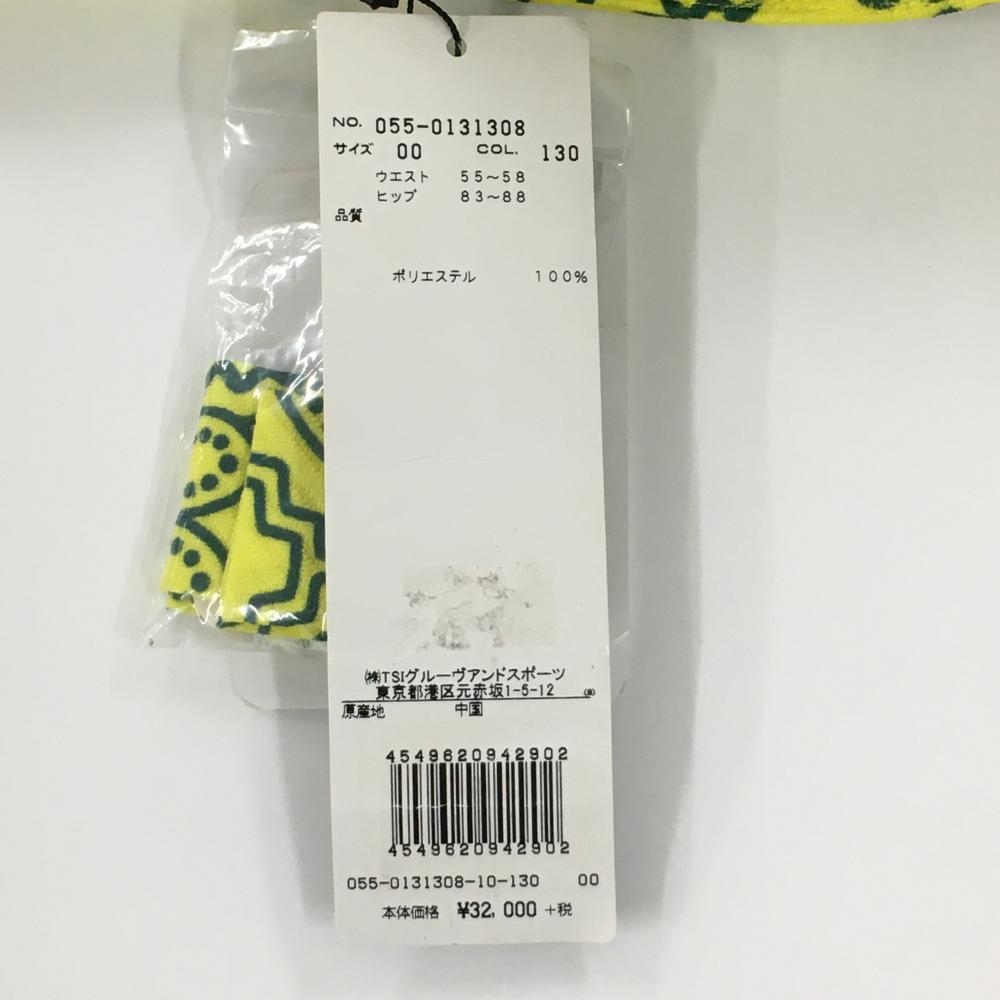 NO. 055-0131308
サイズ 00 COL. 130
ウエスト 55~58
ヒップ 83~88
品質
ポリエステル 100%
㈱TSIグルーヴアンドスポーツ
東京都港区元赤坂1-5-12
原産地 中国
4549620942902
4549620942902
055-0131308-10-130 00
本体価格 ¥32,000 +税